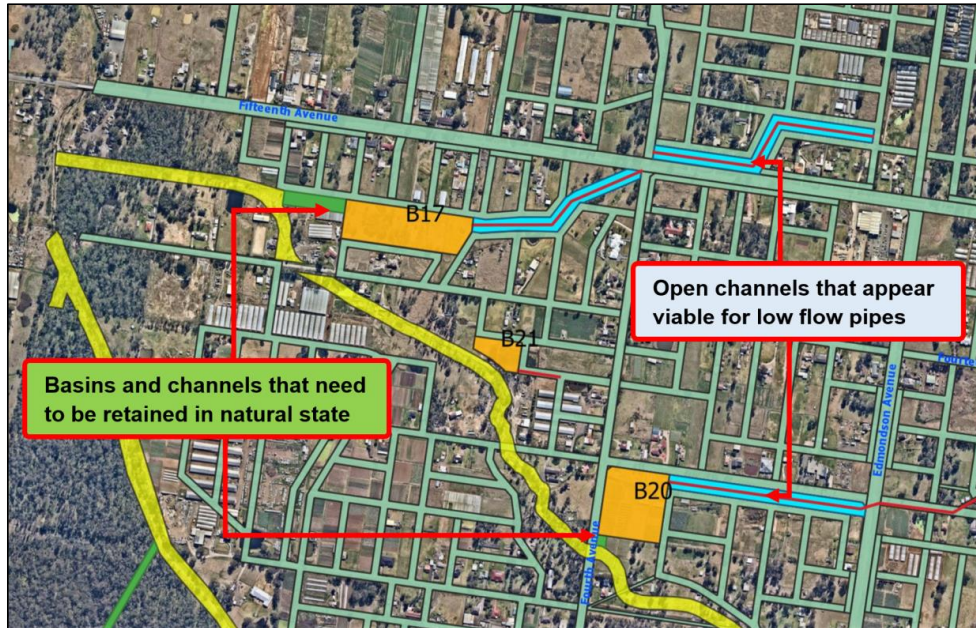 Fifteenth Avenue
B17
Open channels that appear
viable for low flow pipes
B21
Fourte
Basins and channels that need
to be retained in natural state
Edmondson Avenue
B20
Fourth Avenue